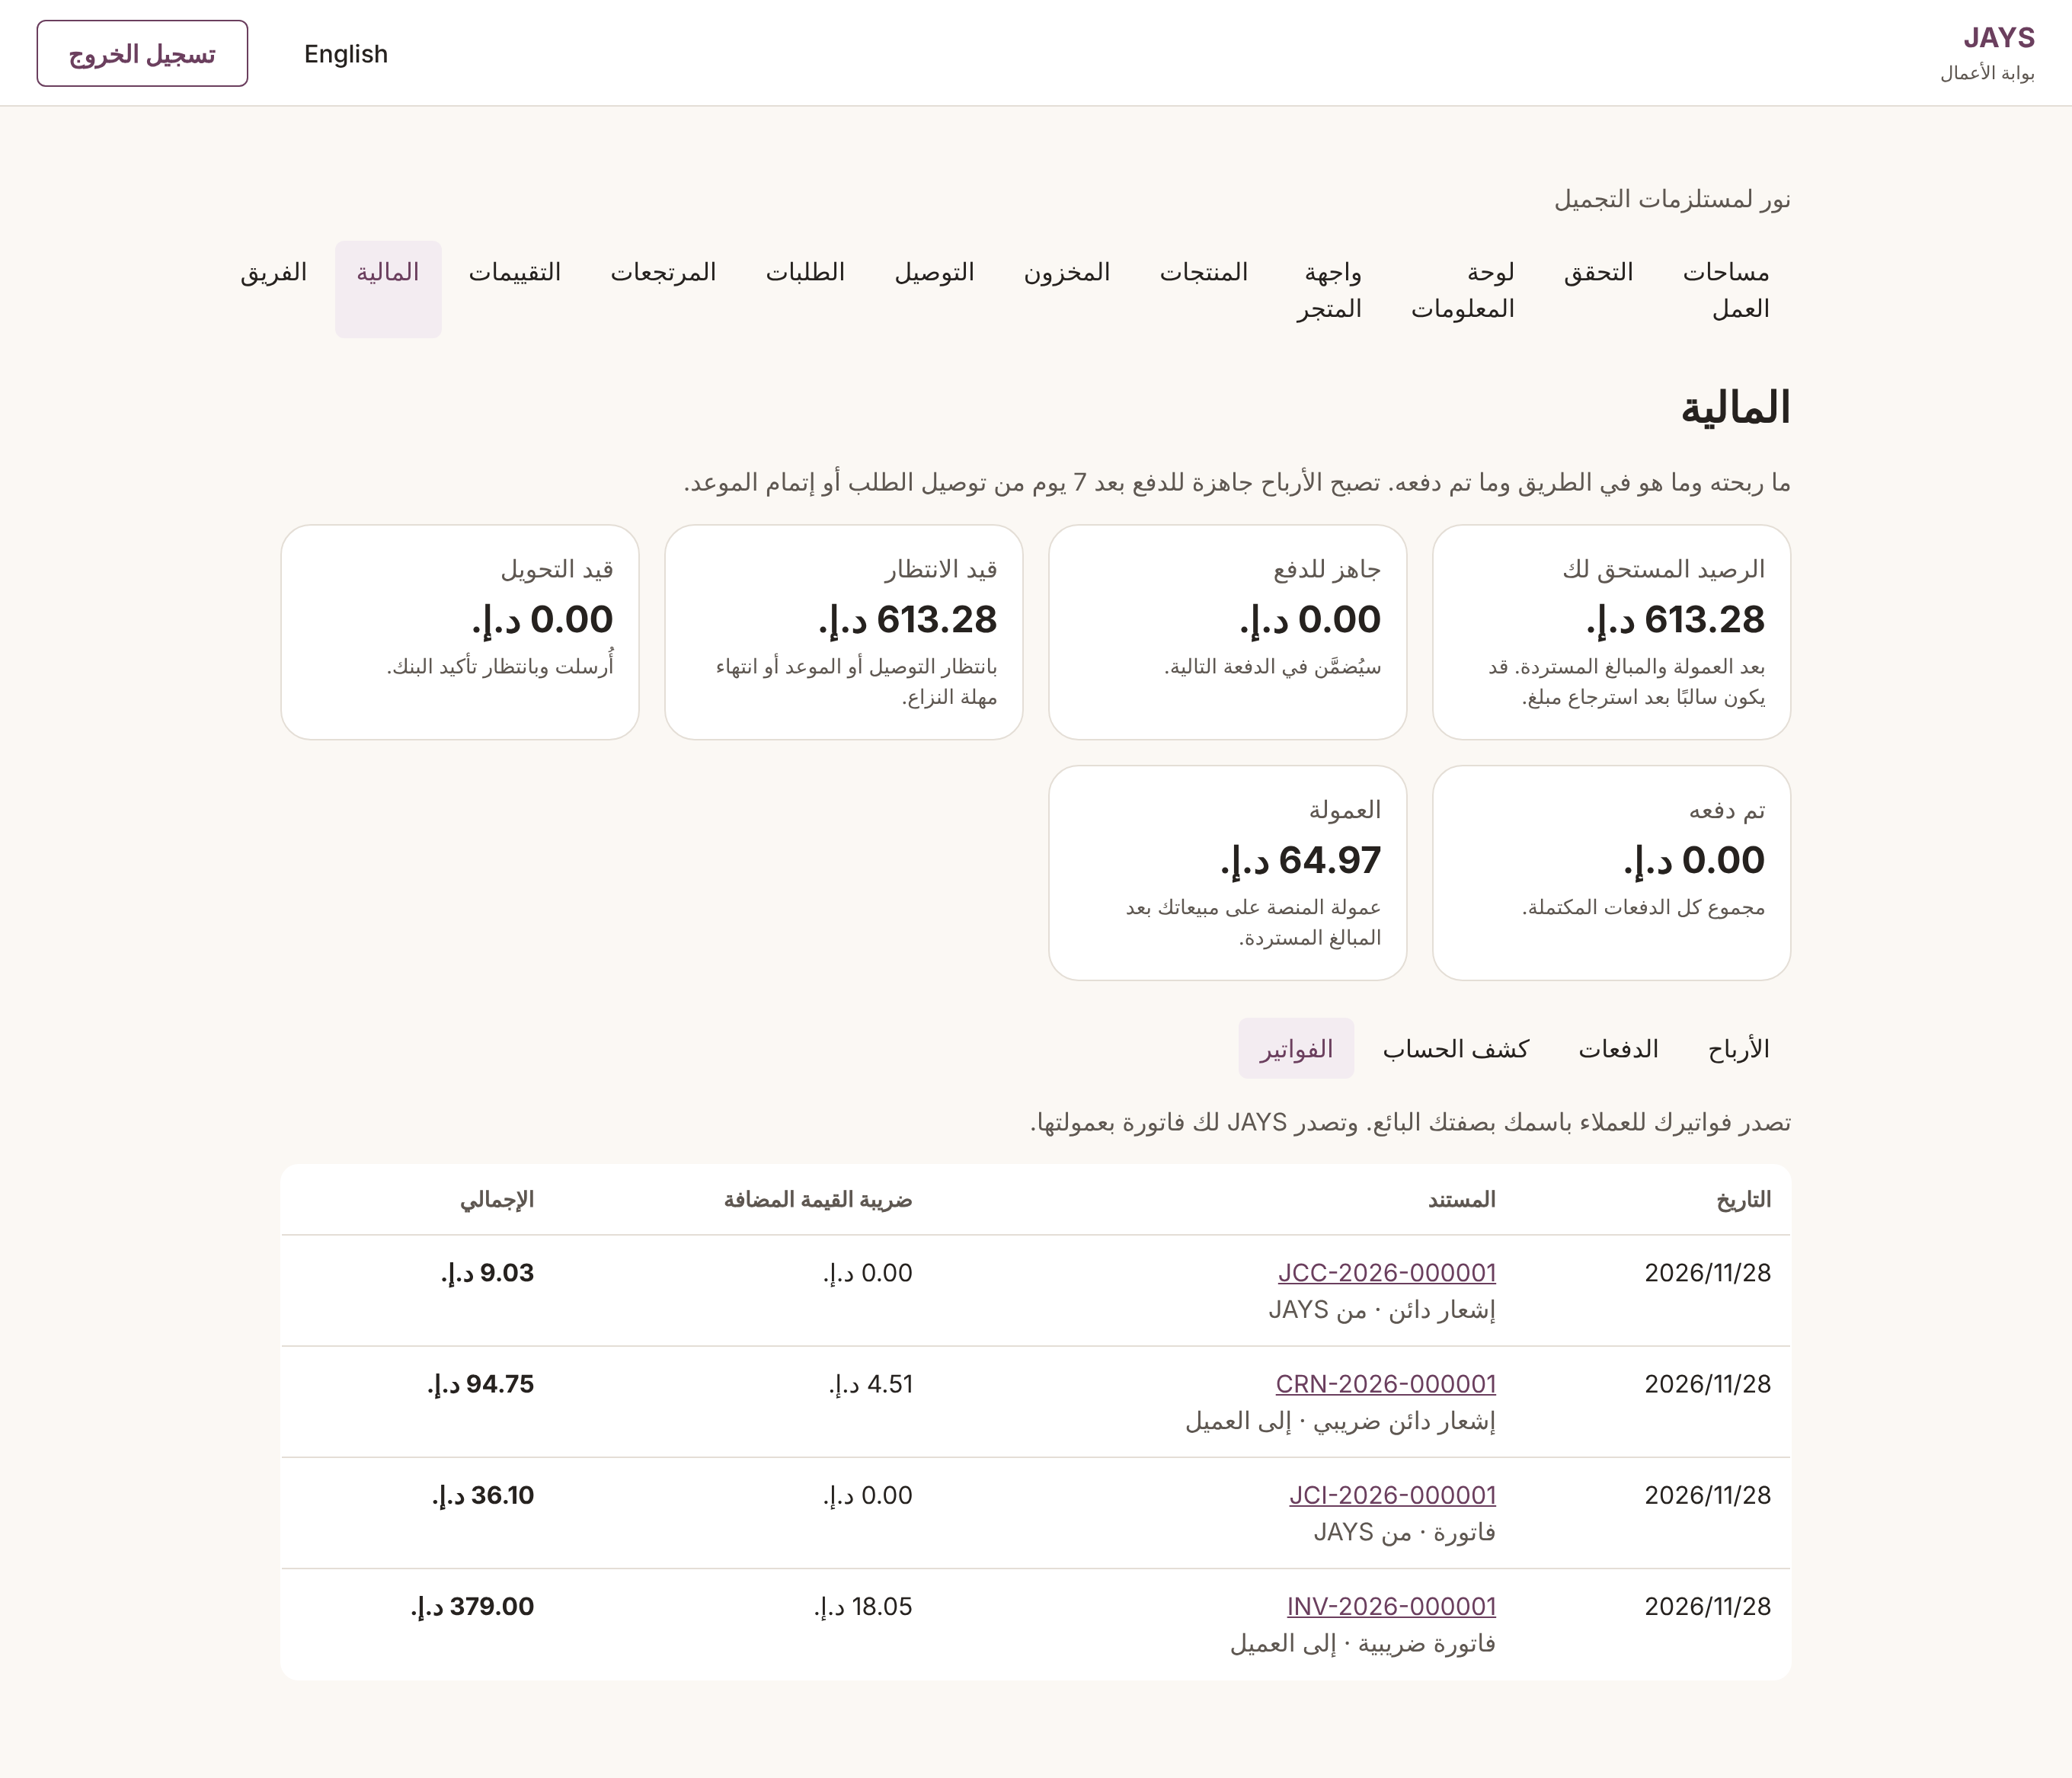 JAYS
بوابة الأعمال
English
تسجيل الخروج
نور لمستلزمات التجميل
مساحات العمل
التحقق
لوحة المعلومات
واجهة المتجر
المنتجات
المخزون
التوصيل
الطلبات
المرتجعات
التقييمات
المالية
الفريق
المالية
ما ربحته وما هو في الطريق وما تم دفعه. تصبح الأرباح جاهزة للدفع بعد 7 يوم من توصيل الطلب أو إتمام الموعد.
الرصيد المستحق لك
613.28 د.إ.
بعد العمولة والمبالغ المستردة. قد
يكون سالبًا بعد استرجاع مبلغ.
جاهز للدفع
0.00 د.إ.
سيُضمَّن في الدفعة التالية.
قيد الانتظار
613.28 د.إ.
بانتظار التوصيل أو الموعد أو انتهاء
مهلة النزاع.
قيد التحويل
0.00 د.إ.
أُرسلت وبانتظار تأكيد البنك.
تم دفعه
0.00 د.إ.
مجموع كل الدفعات المكتملة.
العمولة
64.97 د.إ.
عمولة المنصة على مبيعاتك بعد
المبالغ المستردة.
الأرباح
الدفعات
كشف الحساب
الفواتير
تصدر فواتيرك للعملاء باسمك بصفتك البائع. وتصدر JAYS لك فاتورة بعمولتها.
التاريخ المستند ضريبة القيمة المضافة الإجمالي
2026/11/28 JCC-2026-000001 0.00 د.إ. 9.03 د.إ.
إشعار دائن · من JAYS
2026/11/28 CRN-2026-000001 4.51 د.إ. 94.75 د.إ.
إشعار دائن ضريبي · إلى العميل
2026/11/28 JCI-2026-000001 0.00 د.إ. 36.10 د.إ.
فاتورة · من JAYS
2026/11/28 INV-2026-000001 18.05 د.إ. 379.00 د.إ.
فاتورة ضريبية · إلى العميل